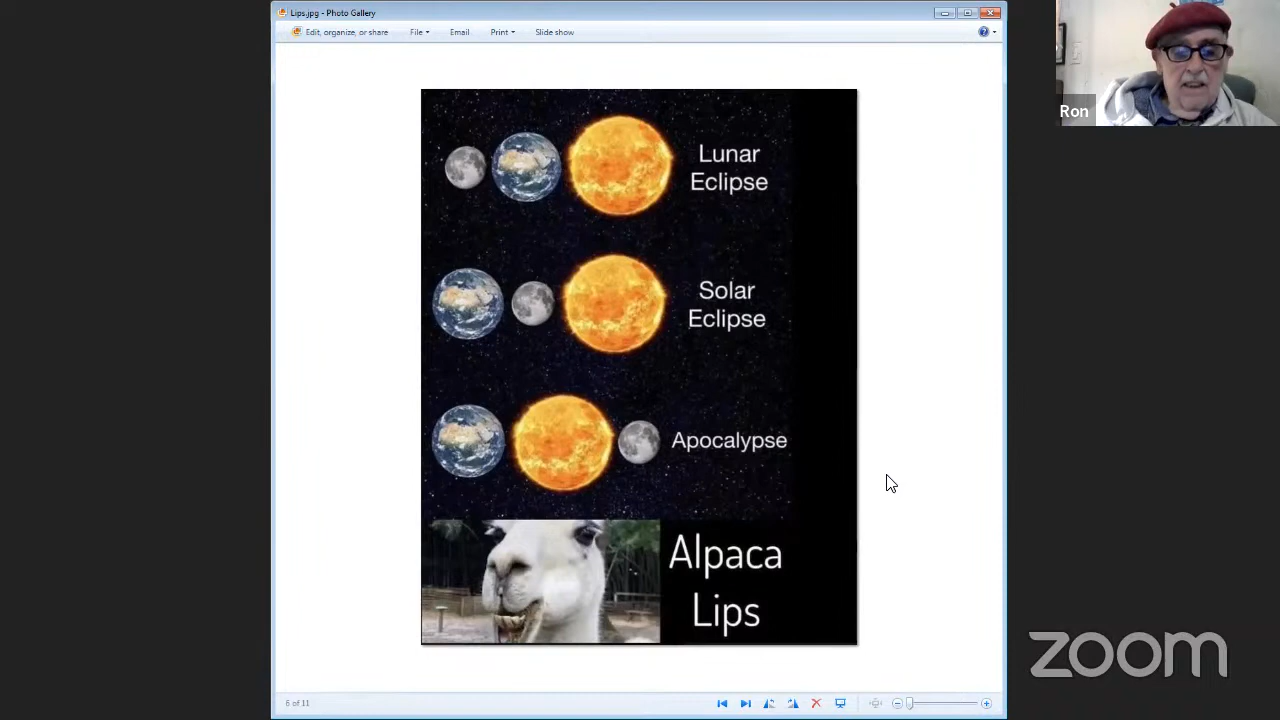 Lips.jpg - Photo Gallery
Edit, organize, or share File Email Print Slide show
Ron
Lunar
Eclipse
Solar
Eclipse
Apocalypse
Alpaca
Lips
zoom
6 of 11